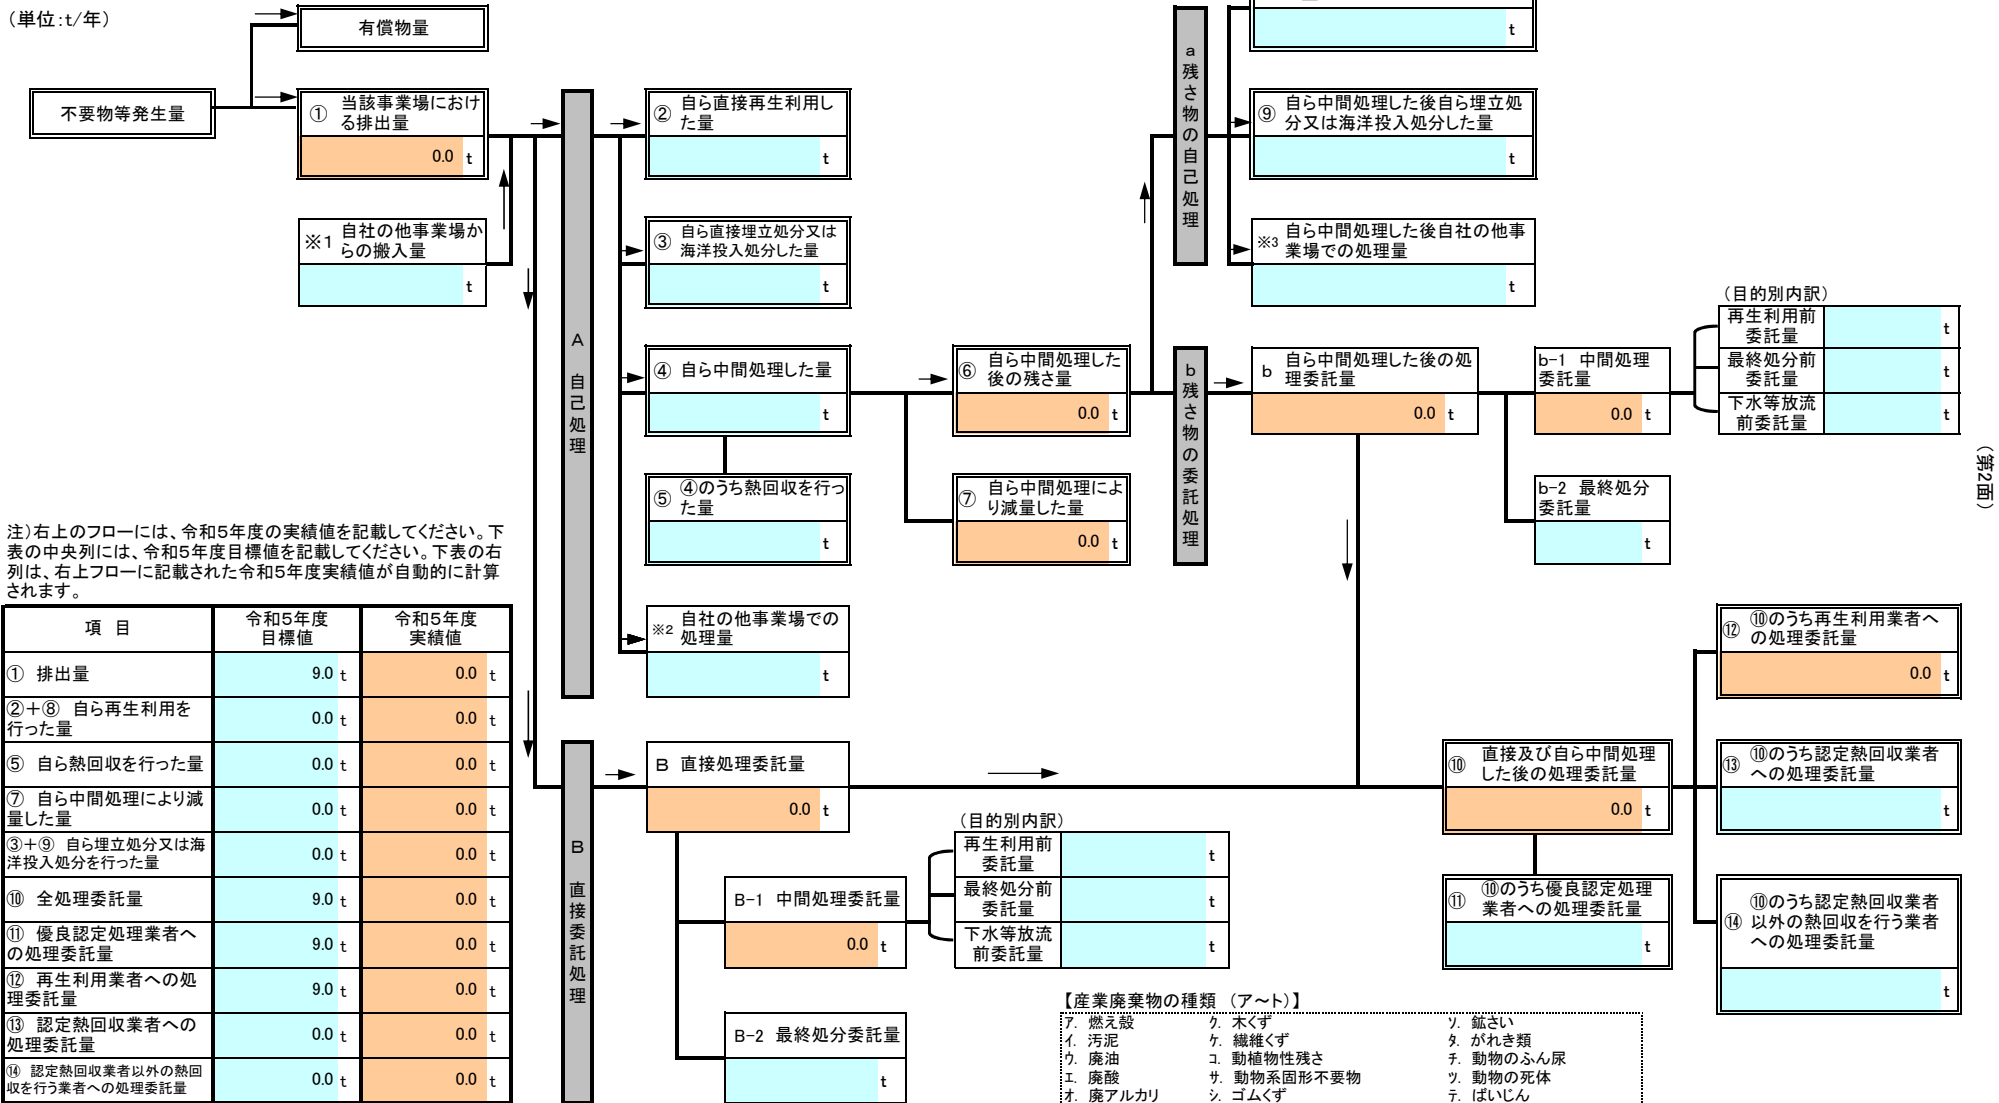 (単位:t/年)
有償物量
不要物等発生量
① 当該事業場におけ
る排出量
0.0 t
※1 自社の他事業場か
らの搬入量
t
A 自己処理
② 自ら直接再生利用し
た量
t
③ 自ら直接埋立処分又は
海洋投入処分した量
t
④ 自ら中間処理した量
t
⑤ ④のうち熱回収を行っ
た量
t
※2 自社の他事業場での
処理量
t
⑥ 自ら中間処理した
後の残さ量
0.0 t
⑦ 自ら中間処理によ
り減量した量
0.0 t
a 残さ物の自己処理
t
⑨ 自ら中間処理した後自ら埋立処
分又は海洋投入処分した量
t
※3 自ら中間処理した後自社の他事
業場での処理量
t
b 残さ物の委託処理
b 自ら中間処理した後の処
理委託量
0.0 t
b-1 中間処理
委託量
0.0 t
(目的別内訳)
再生利用前
委託量
t
最終処分前
委託量
t
下水等放流
前委託量
t
b-2 最終処分
委託量
t
(第2面)
注)右上のフローには、令和5年度の実績値を記載してください。下
表の中央列には、令和5年度目標値を記載してください。下表の右
列は、右上フローに記載された令和5年度実績値が自動的に計算
されます。
項 目 令和5年度
目標値 令和5年度
実績値
① 排出量 9.0 t 0.0 t
②+⑧ 自ら再生利用を
行った量 0.0 t 0.0 t
⑤ 自ら熱回収を行った量 0.0 t 0.0 t
⑦ 自ら中間処理により減
量した量 0.0 t 0.0 t
③+⑨ 自ら埋立処分又は海
洋投入処分を行った量 0.0 t 0.0 t
⑩ 全処理委託量 9.0 t 0.0 t
⑪ 優良認定処理業者へ
の処理委託量 9.0 t 0.0 t
⑫ 再生利用業者への処
理委託量 9.0 t 0.0 t
⑬ 認定熱回収業者への
処理委託量 0.0 t 0.0 t
⑭ 認定熱回収業者以外の熱回
収を行う業者への処理委託量 0.0 t 0.0 t
B 直接委託処理
B 直接処理委託量
0.0 t
B-1 中間処理委託量
0.0 t
(目的別内訳)
再生利用前
委託量
t
最終処分前
委託量
t
下水等放流
前委託量
t
B-2 最終処分委託量
t
⑩ 直接及び自ら中間処理
した後の処理委託量
0.0 t
⑪ ⑩のうち優良認定処理
業者への処理委託量
t
⑫ ⑩のうち再生利用業者へ
の処理委託量
0.0 t
⑬ ⑩のうち認定熱回収業者
への処理委託量
t
⑭ ⑩のうち認定熱回収業者
以外の熱回収を行う業者
への処理委託量
t
【産業廃棄物の種類 (ア~ト)】
ア. 燃え殻 ク. 木くず ソ. 鉱さい
イ. 汚泥 ケ. 繊維くず タ. がれき類
ウ. 廃油 コ. 動植物性残さ チ. 動物のふん尿
エ. 廃酸 サ. 動物系固形不要物 ツ. 動物の死体
オ. 廃アルカリ シ. ゴムくず テ. ばいじん